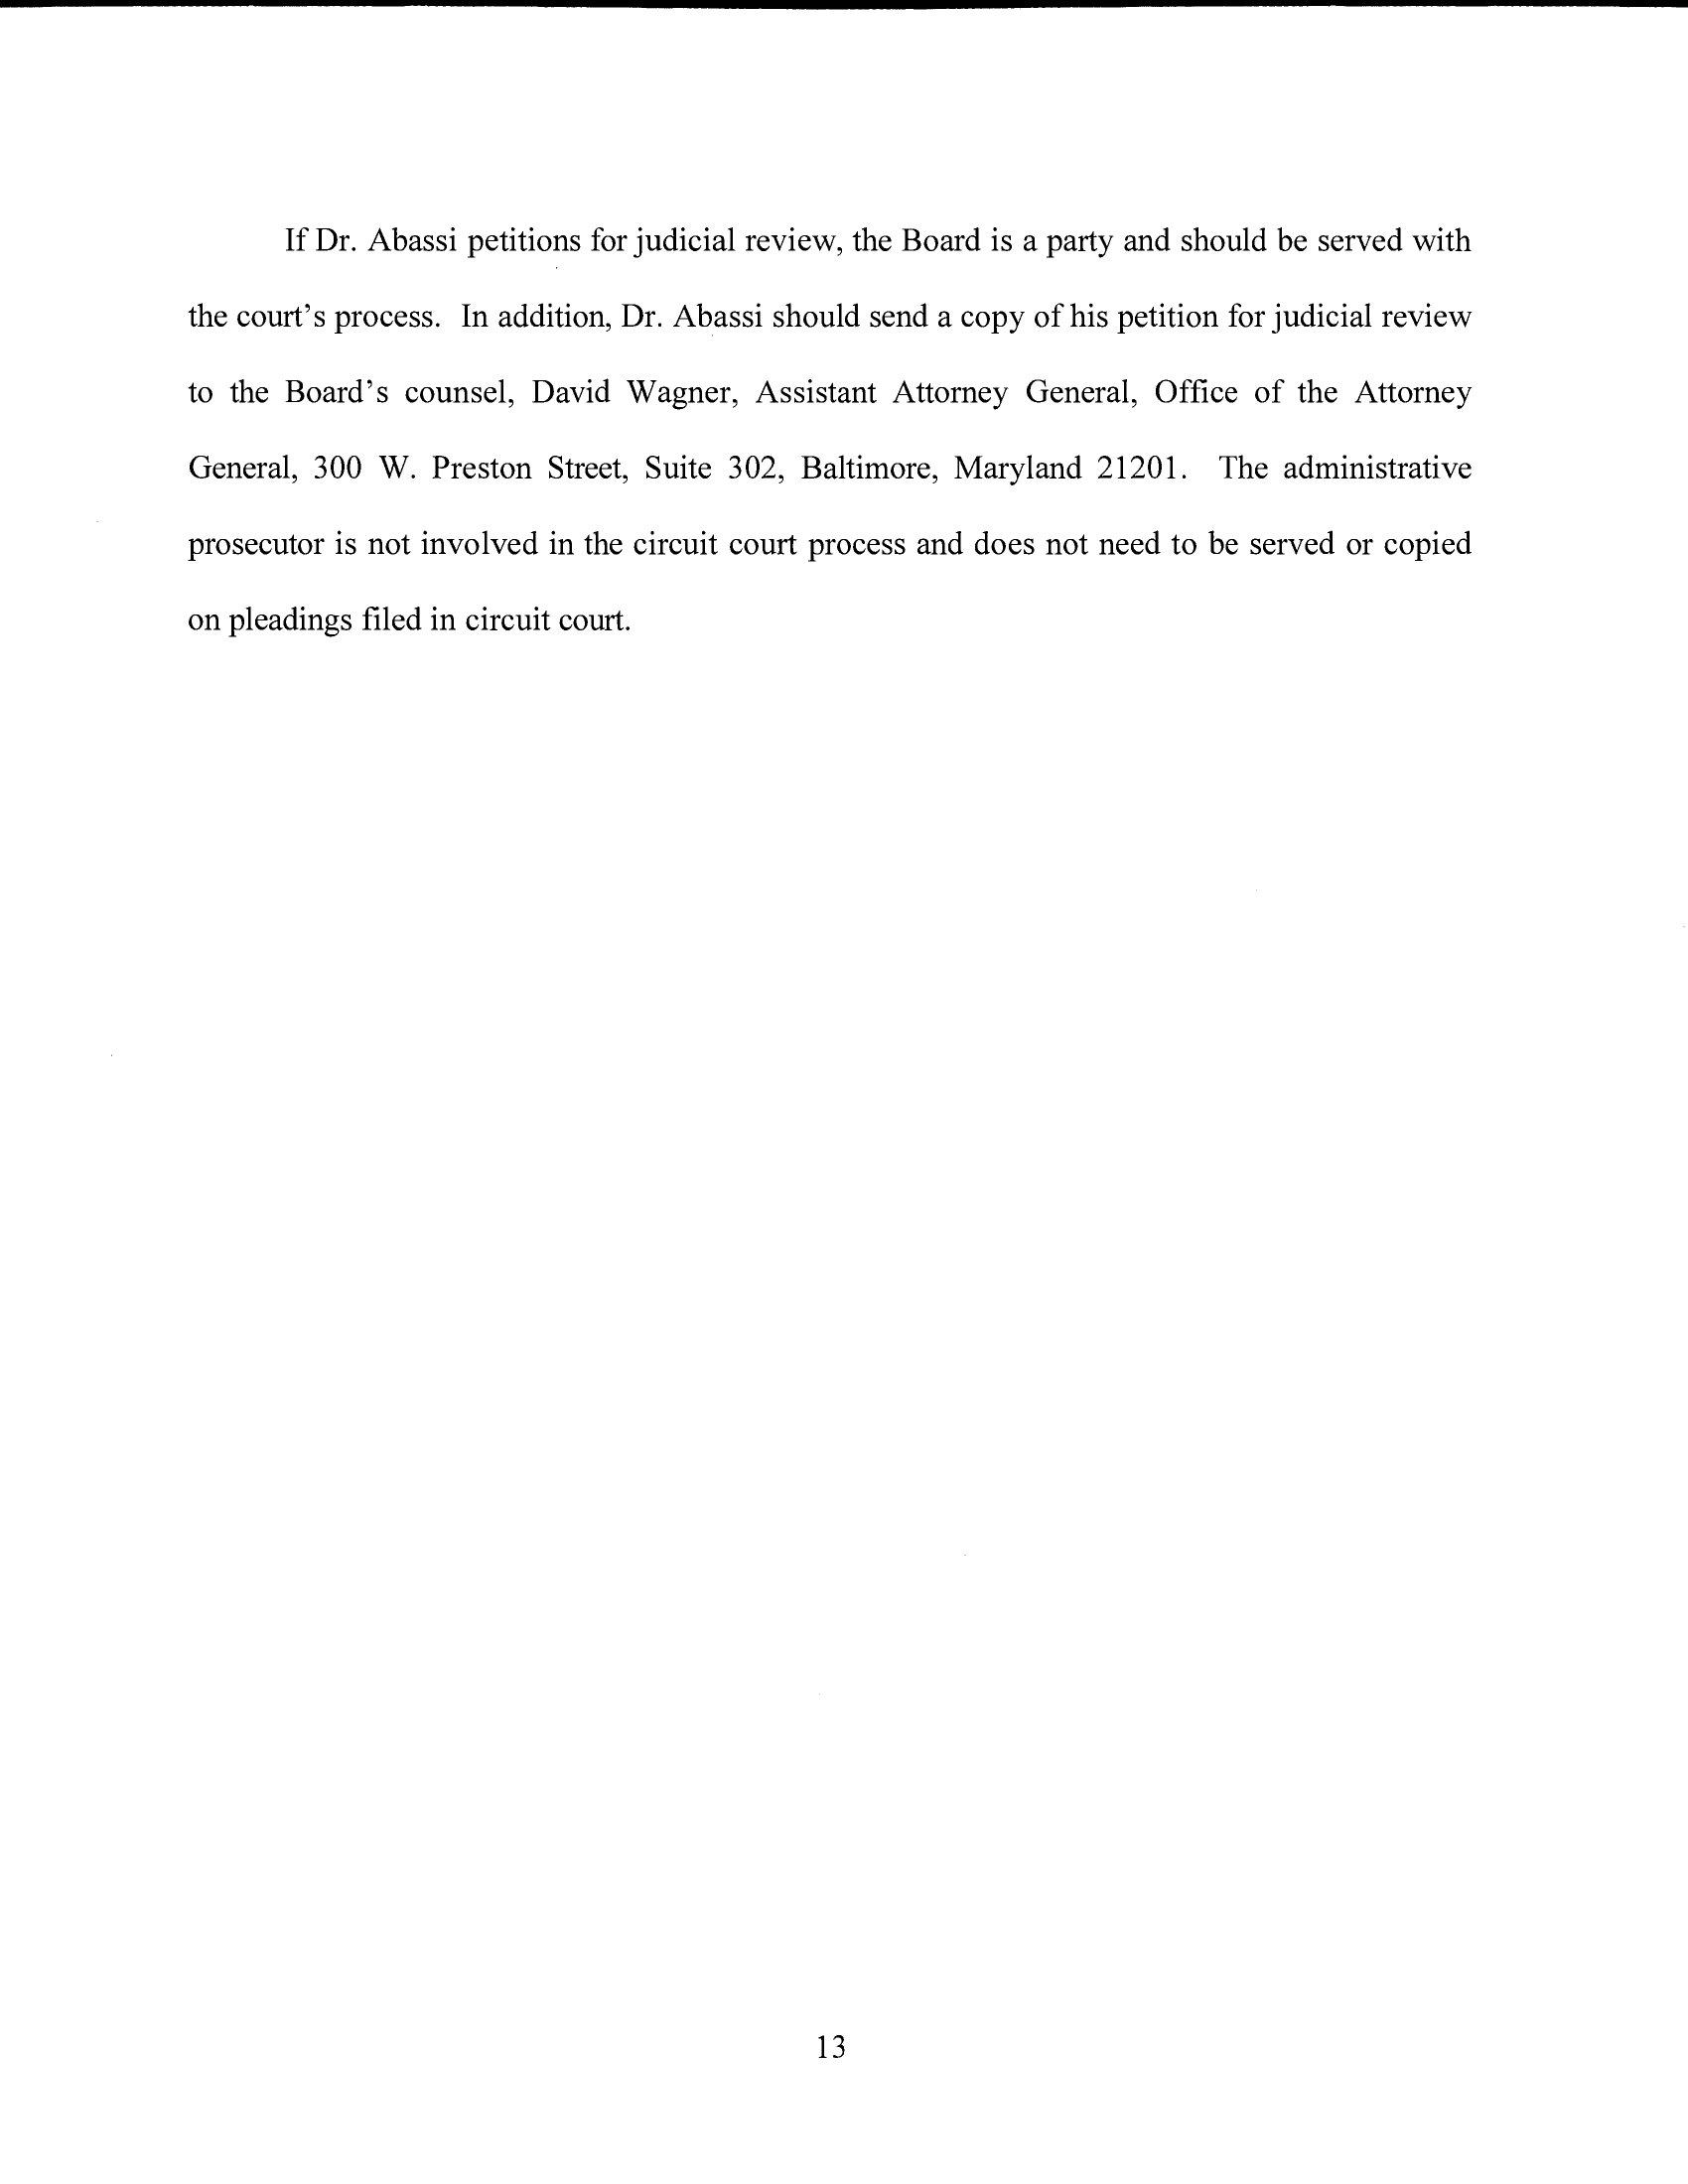 If Dr. Abassi petitions for judicial review, the Board is a party and should be served with
the court's process.  In addition, Dr. Abassi should send a copy of his petition for judicial review
to the Board's counsel, David Wagner, Assistant Attorney General, Office of the Attorney
General, 300 W. Preston Street, Suite 302, Baltimore, Maryland 21201.  The administrative
prosecutor is not involved in the circuit court process and does not need to be served or copied
on pleadings filed in circuit court.
13